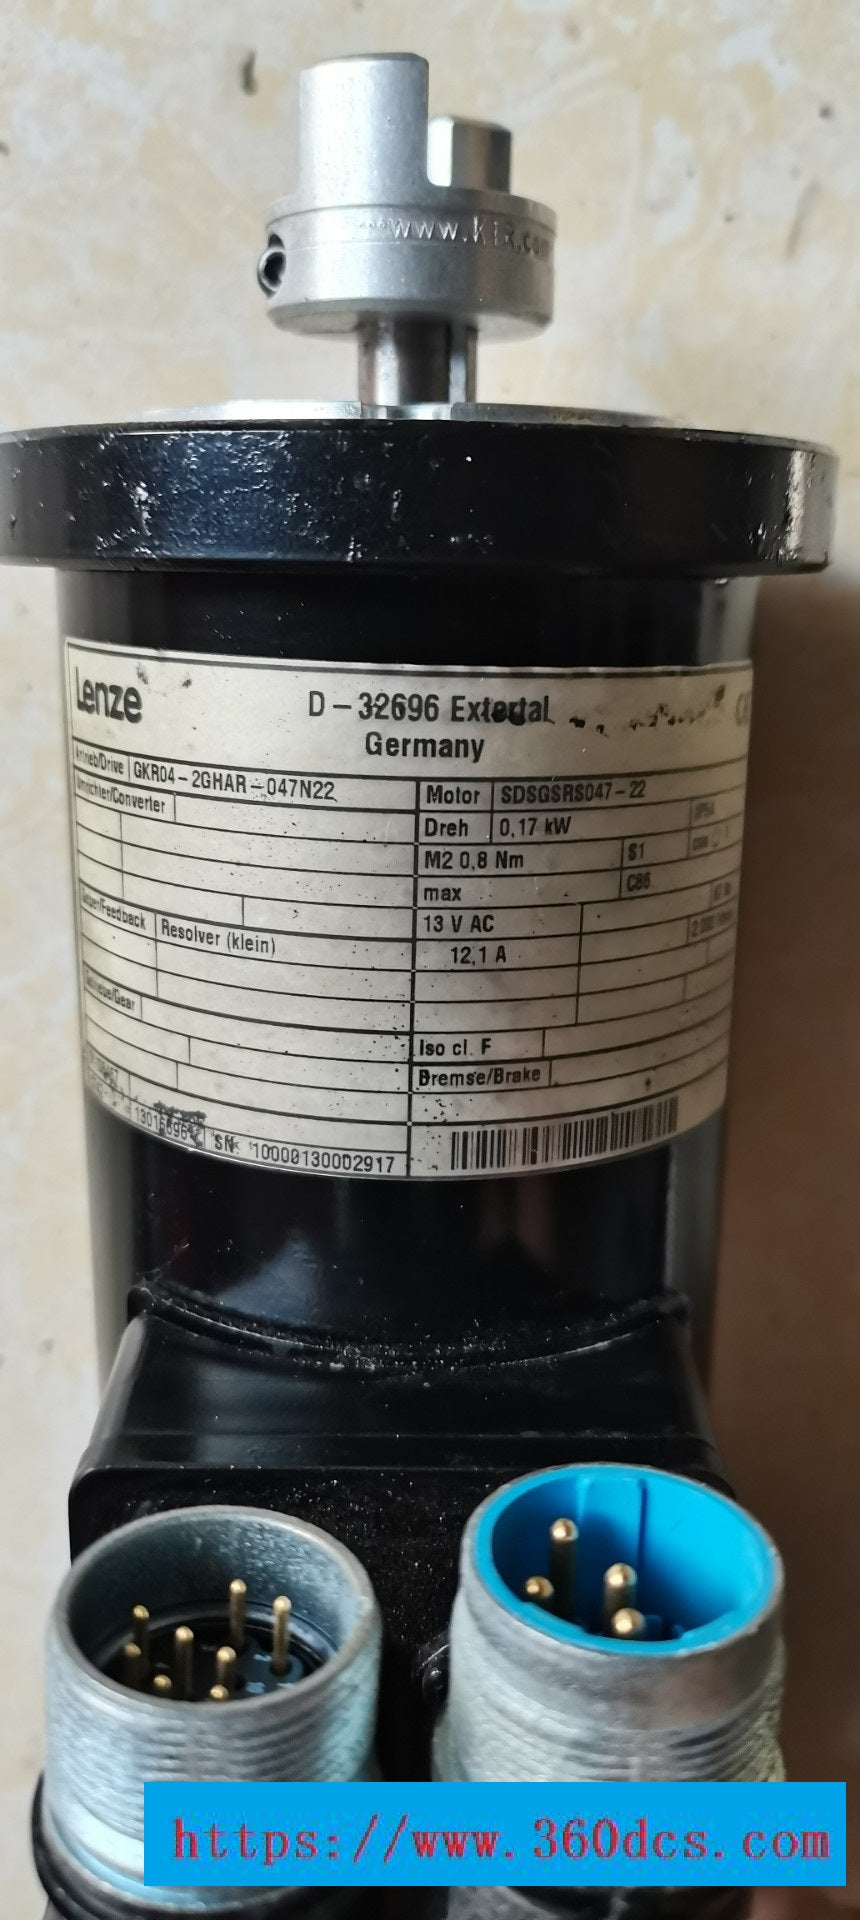 www.KTR.com
Lenze
D-32696 Extertal
Germany
Antrieb/Drive GKR04-2GHAR-047N22
Umrichter/Converter
Motor SDSGSRS047-22
Dreh 0,17 kW
M2 0,8 Nm S1
max C86
Geber/Feedback Resolver (klein)
13 V AC
12,1 A
Getriebe/Gear
Iso cl. F
Bremse/Brake
SN 10000130002917
https://www.360dcs.com